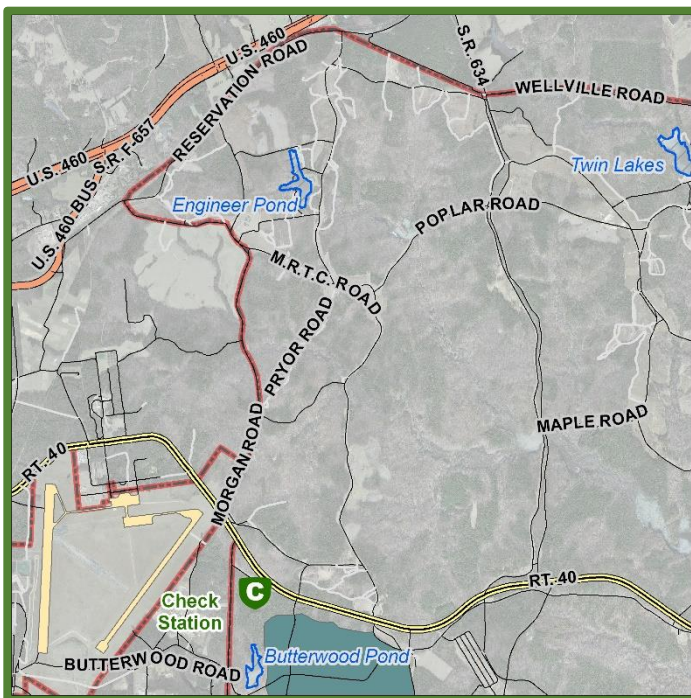 U.S. 460
S.R. 634
RESERVATION ROAD
WELLVILLE ROAD
U.S. 460
S.R. F-657
Twin Lakes
U.S. 460 BUS
Engineer Pond
POPLAR ROAD
M.R.T.C. ROAD
PRYOR ROAD
MAPLE ROAD
MORGAN ROAD
RT. 40
RT. 40
C
Check
Station
Butterwood Pond
BUTTERWOOD ROAD